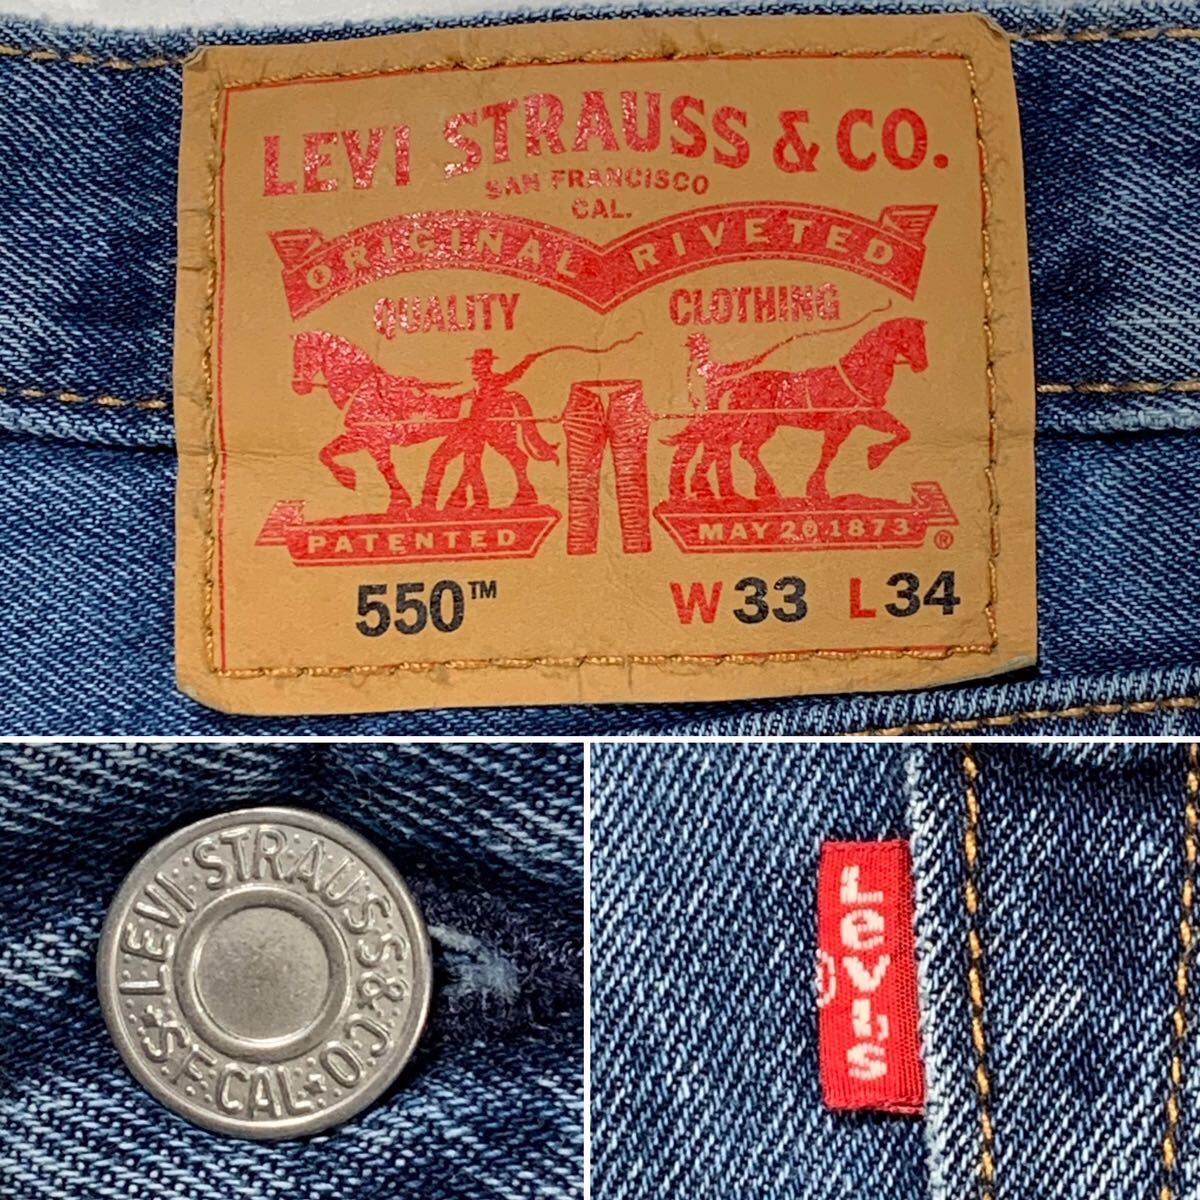 LEVI STRAUSS & CO.
SAN FRANCISCO
CAL.
ORIGINAL RIVETED
QUALITY CLOTHING
PATENTED MAY 20 1873 ®
550™ W33 L34
LEVI STRAUSS & CO.
S.F. CAL
LEVI'S
®